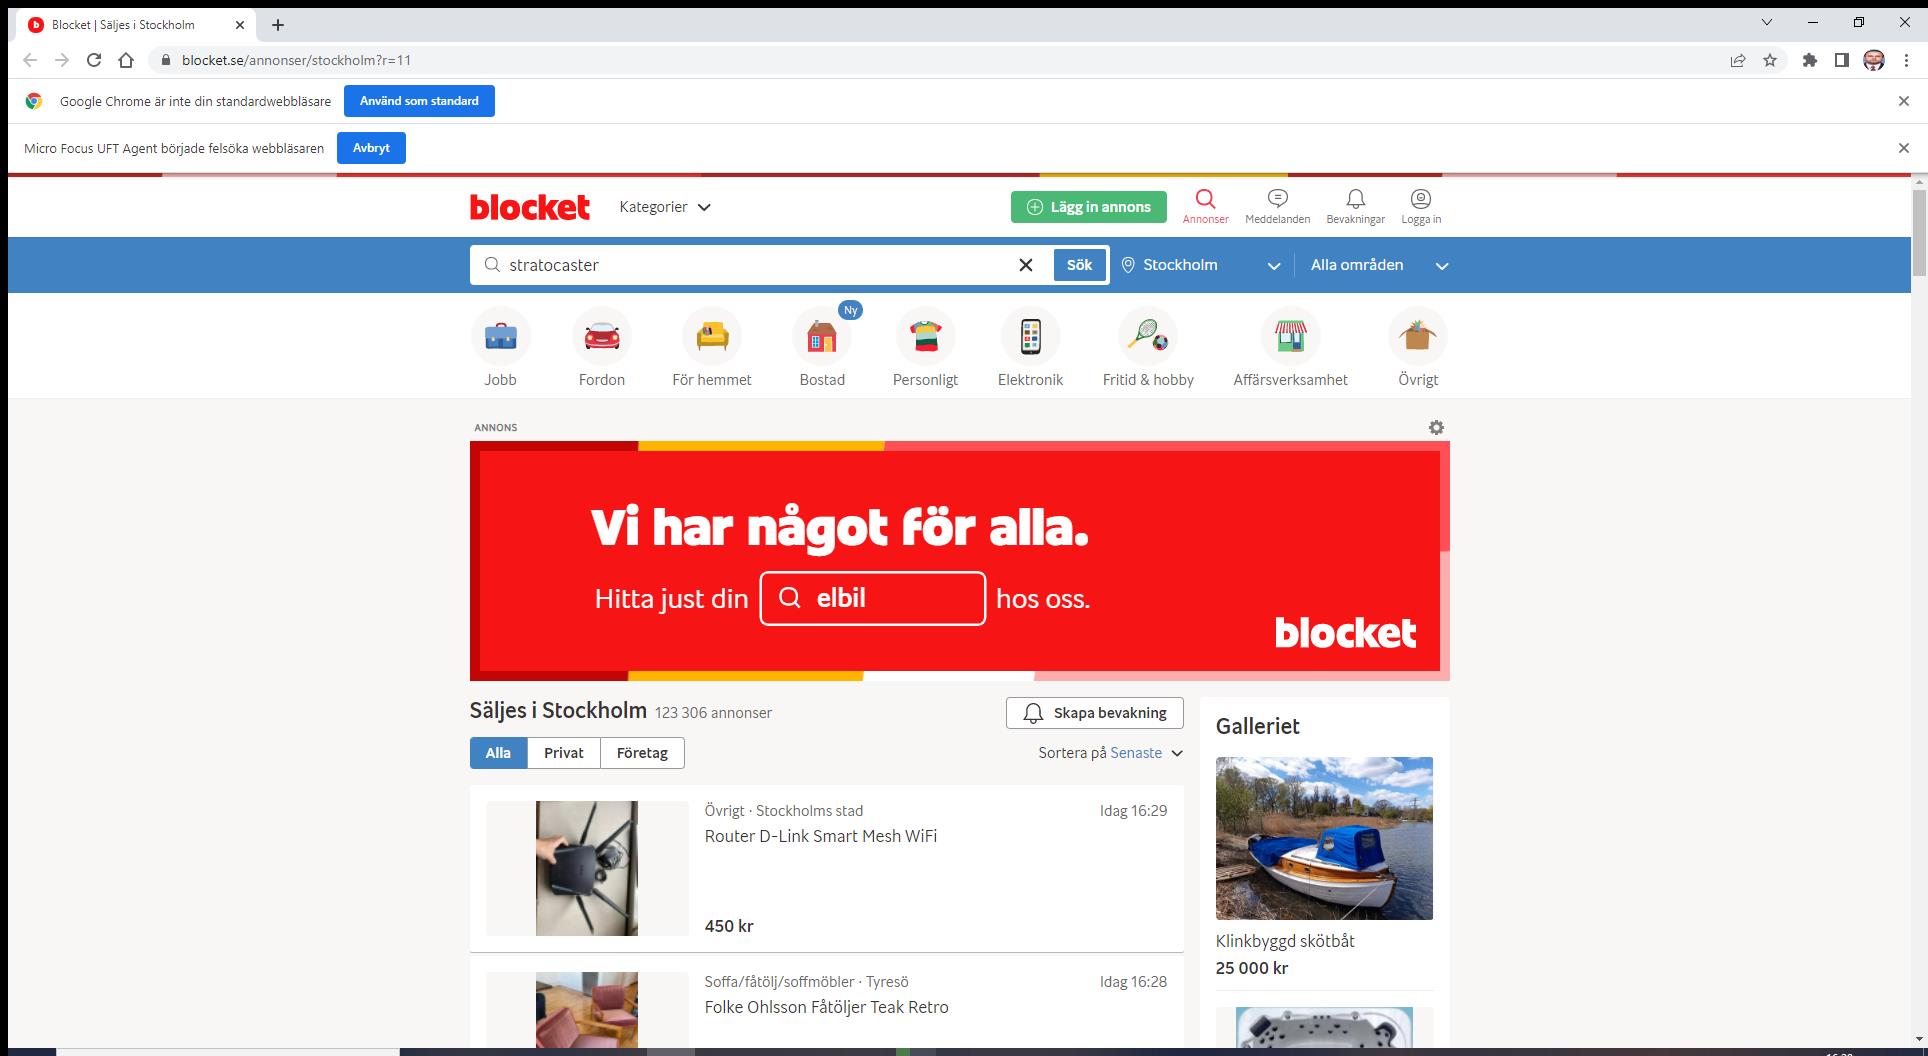 Blocket | Säljes i Stockholm
blocket.se/annonser/stockholm?r=11
Google Chrome är inte din standardwebbläsare Använd som standard
Micro Focus UFT Agent började felsöka webbläsaren Avbryt
blocket Kategorier Lägg in annons Annonser Meddelanden Bevakningar Logga in
stratocaster Sök Stockholm Alla områden
Ny
Jobb Fordon För hemmet Bostad Personligt Elektronik Fritid & hobby Affärsverksamhet Övrigt
ANNONS
Vi har något för alla.
Hitta just din elbil hos oss.
blocket
Säljes i Stockholm 123 306 annonser Skapa bevakning
Alla Privat Företag Sortera på Senaste
Övrigt · Stockholms stad Idag 16:29
Router D-Link Smart Mesh WiFi
450 kr
Soffa/fåtölj/soffmöbler · Tyresö Idag 16:28
Folke Ohlsson Fåtöljer Teak Retro
Galleriet
Klinkbyggd skötbåt
25 000 kr